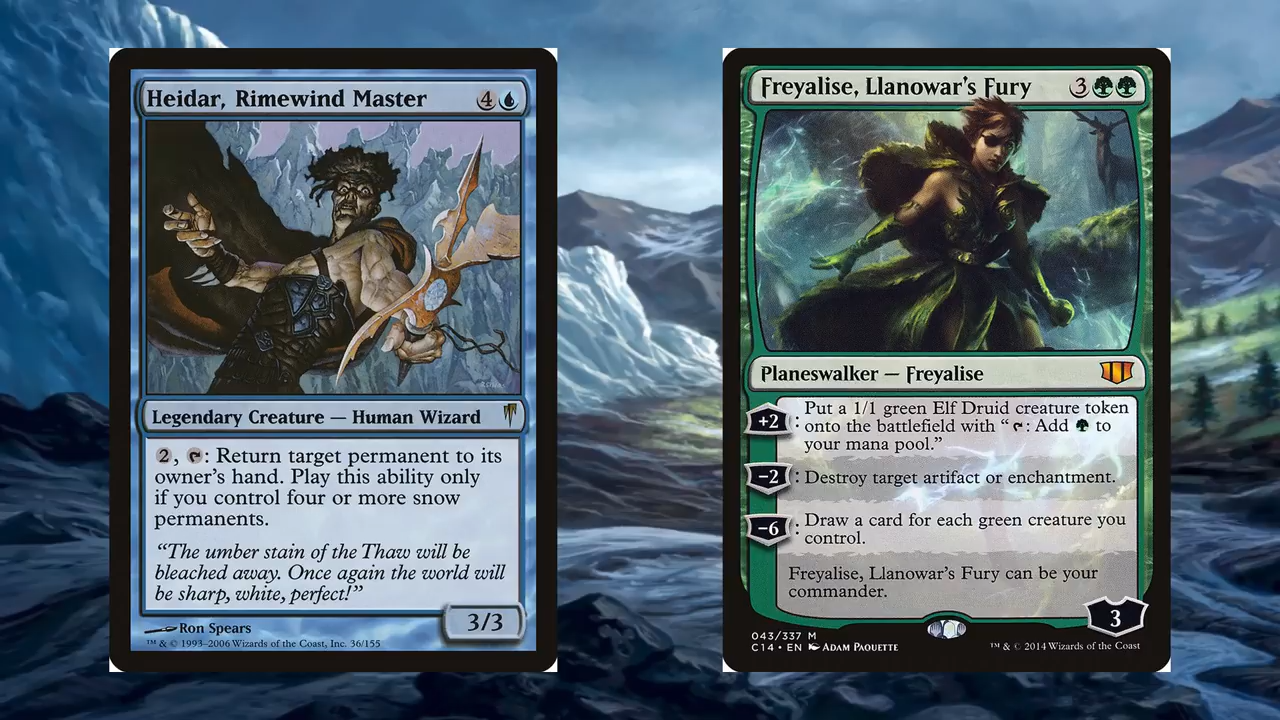 Heidar, Rimewind Master 4
Legendary Creature — Human Wizard
2, : Return target permanent to its
owner's hand. Play this ability only
if you control four or more snow
permanents.
"The umber stain of the Thaw will be
bleached away. Once again the world will
be sharp, white, perfect!"
3/3
Ron Spears
™ & © 1993–2006 Wizards of the Coast, Inc. 36/155
Freyalise, Llanowar's Fury 3
Planeswalker — Freyalise
+2 : Put a 1/1 green Elf Druid creature token
onto the battlefield with " : Add to
your mana pool."
−2 : Destroy target artifact or enchantment.
−6 : Draw a card for each green creature you
control.
Freyalise, Llanowar's Fury can be your
commander.
3
043/337 M
C14 • EN Adam Paquette
™ & © 2014 Wizards of the Coast